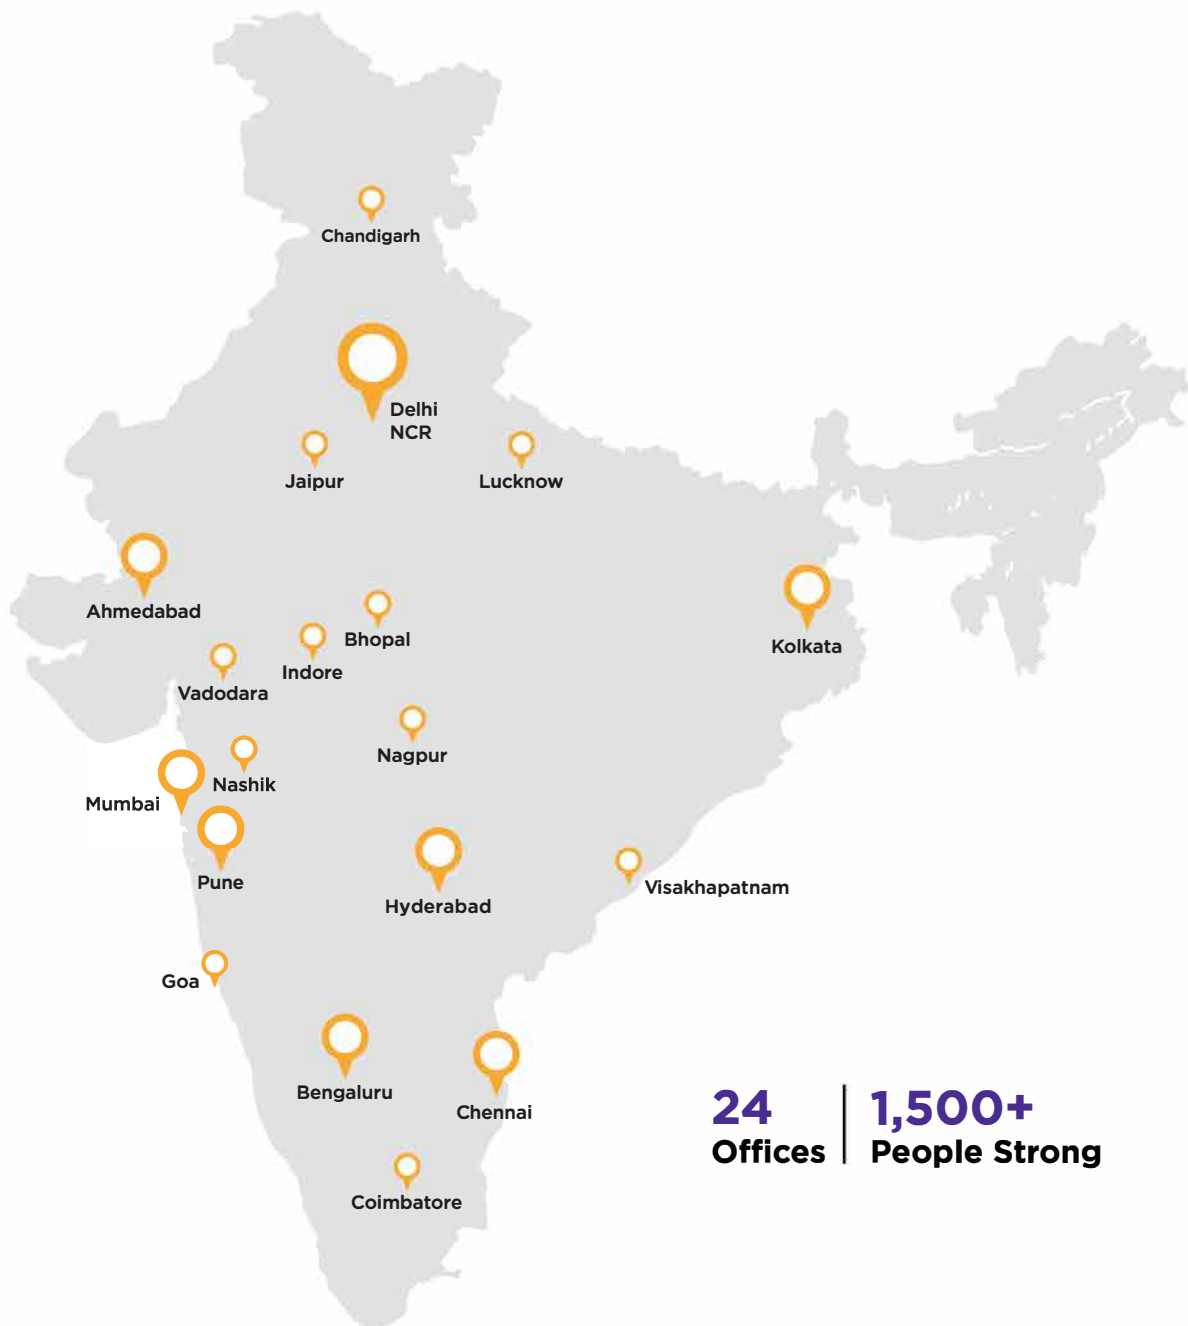 Chandigarh
Delhi
NCR
Jaipur
Lucknow
Ahmedabad
Bhopal
Kolkata
Indore
Vadodara
Nagpur
Nashik
Mumbai
Pune
Visakhapatnam
Hyderabad
Goa
Bengaluru
Chennai
24
Offices
1,500+
People Strong
Coimbatore